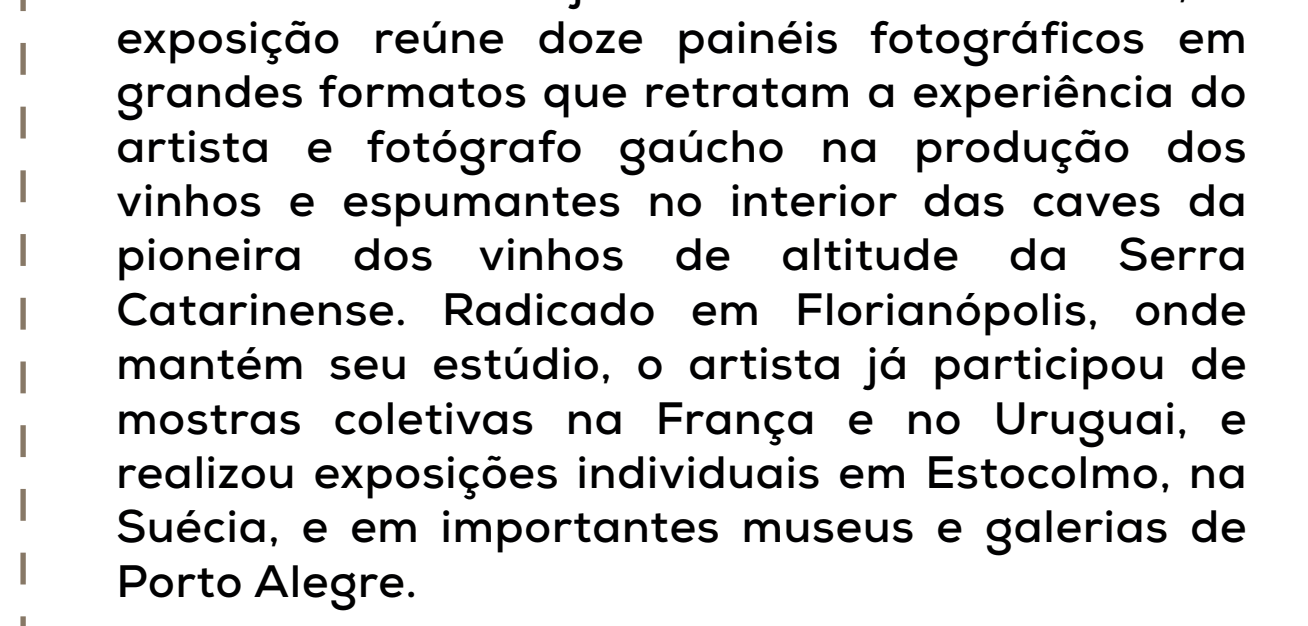 exposição reúne doze painéis fotográficos em
grandes formatos que retratam a experiência do
artista e fotógrafo gaúcho na produção dos
vinhos e espumantes no interior das caves da
pioneira dos vinhos de altitude da Serra
Catarinense. Radicado em Florianópolis, onde
mantém seu estúdio, o artista já participou de
mostras coletivas na França e no Uruguai, e
realizou exposições individuais em Estocolmo, na
Suécia, e em importantes museus e galerias de
Porto Alegre.